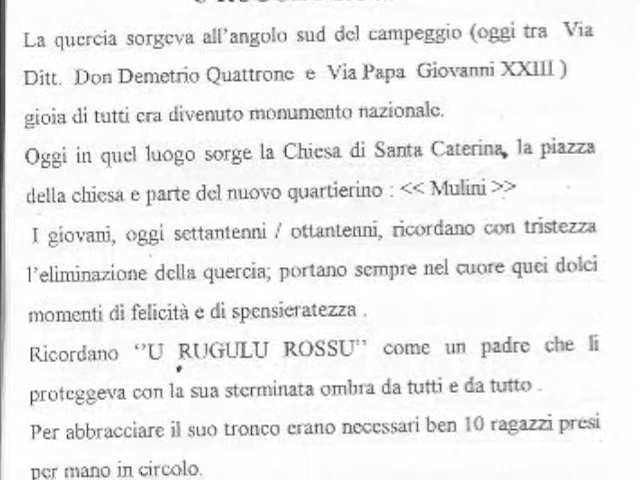 La quercia sorgeva all'angolo sud del campeggio (oggi tra Via
Ditt. Don Demetrio Quattrone e Via Papa Giovanni XXIII )
gioia di tutti era divenuto monumento nazionale.
Oggi in quel luogo sorge la Chiesa di Santa Caterina, la piazza
della chiesa e parte del nuovo quartierino : << Mulini >>
I giovani, oggi settantenni / ottantenni, ricordano con tristezza
l'eliminazione della quercia; portano sempre nel cuore quei dolci
momenti di felicità e di spensieratezza .
Ricordano ‘’U RUGULU ROSSU’’ come un padre che li
proteggeva con la sua sterminata ombra da tutti e da tutto .
Per abbracciare il suo tronco erano necessari ben 10 ragazzi presi
per mano in circolo.